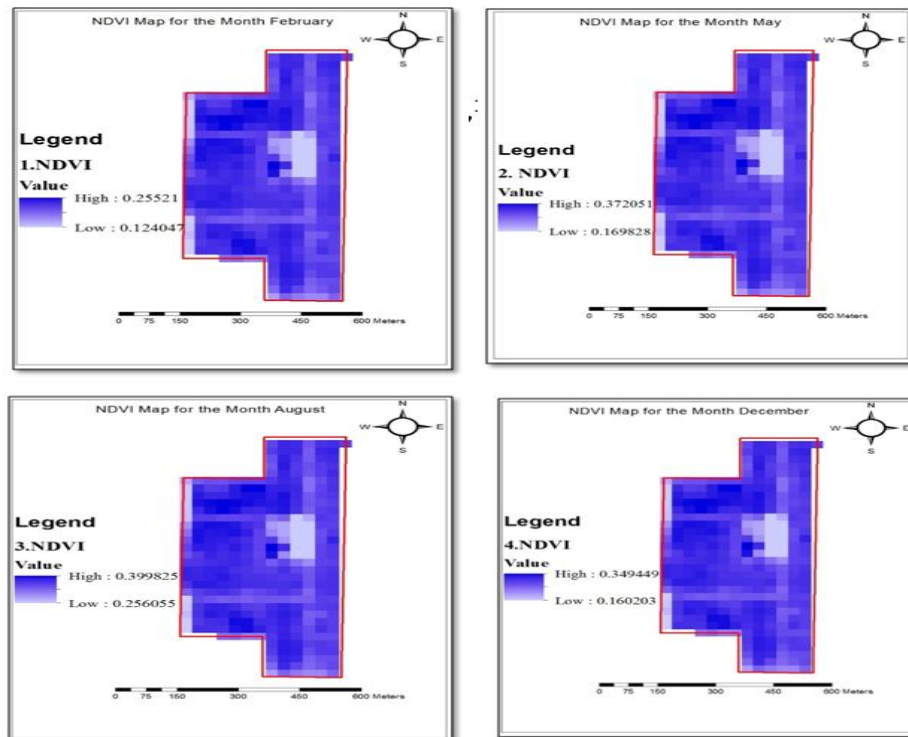 NDVI Map for the Month February
N
W E
S
Legend
1.NDVI
Value
High : 0.25521
Low : 0.124047
0 75 150 300 450 600 Meters
NDVI Map for the Month May
N
W E
S
Legend
2. NDVI
Value
High : 0.372051
Low : 0.169828
0 75 150 300 450 600 Meters
NDVI Map for the Month August
N
W E
S
Legend
3.NDVI
Value
High : 0.399825
Low : 0.256055
0 75 150 300 450 600 Meters
NDVI Map for the Month December
N
W E
S
Legend
4.NDVI
Value
High : 0.349449
Low : 0.160203
0 75 150 300 450 600 Meters